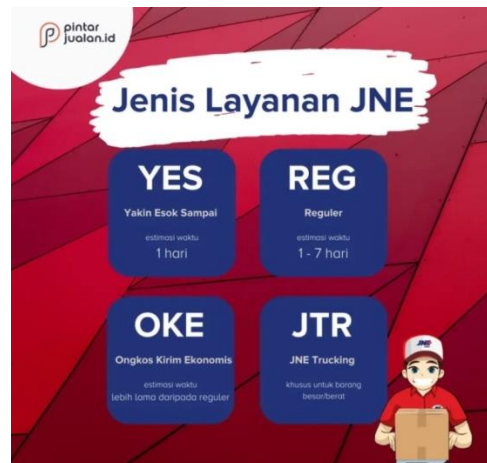 pintar
jualan.id
Jenis Layanan JNE
YES
Yakin Esok Sampai
estimasi waktu
1 hari
REG
Reguler
estimasi waktu
1 - 7 hari
OKE
Ongkos Kirim Ekonomis
estimasi waktu
lebih lama daripada reguler
JTR
JNE Trucking
khusus untuk barang
besar/berat
JNE